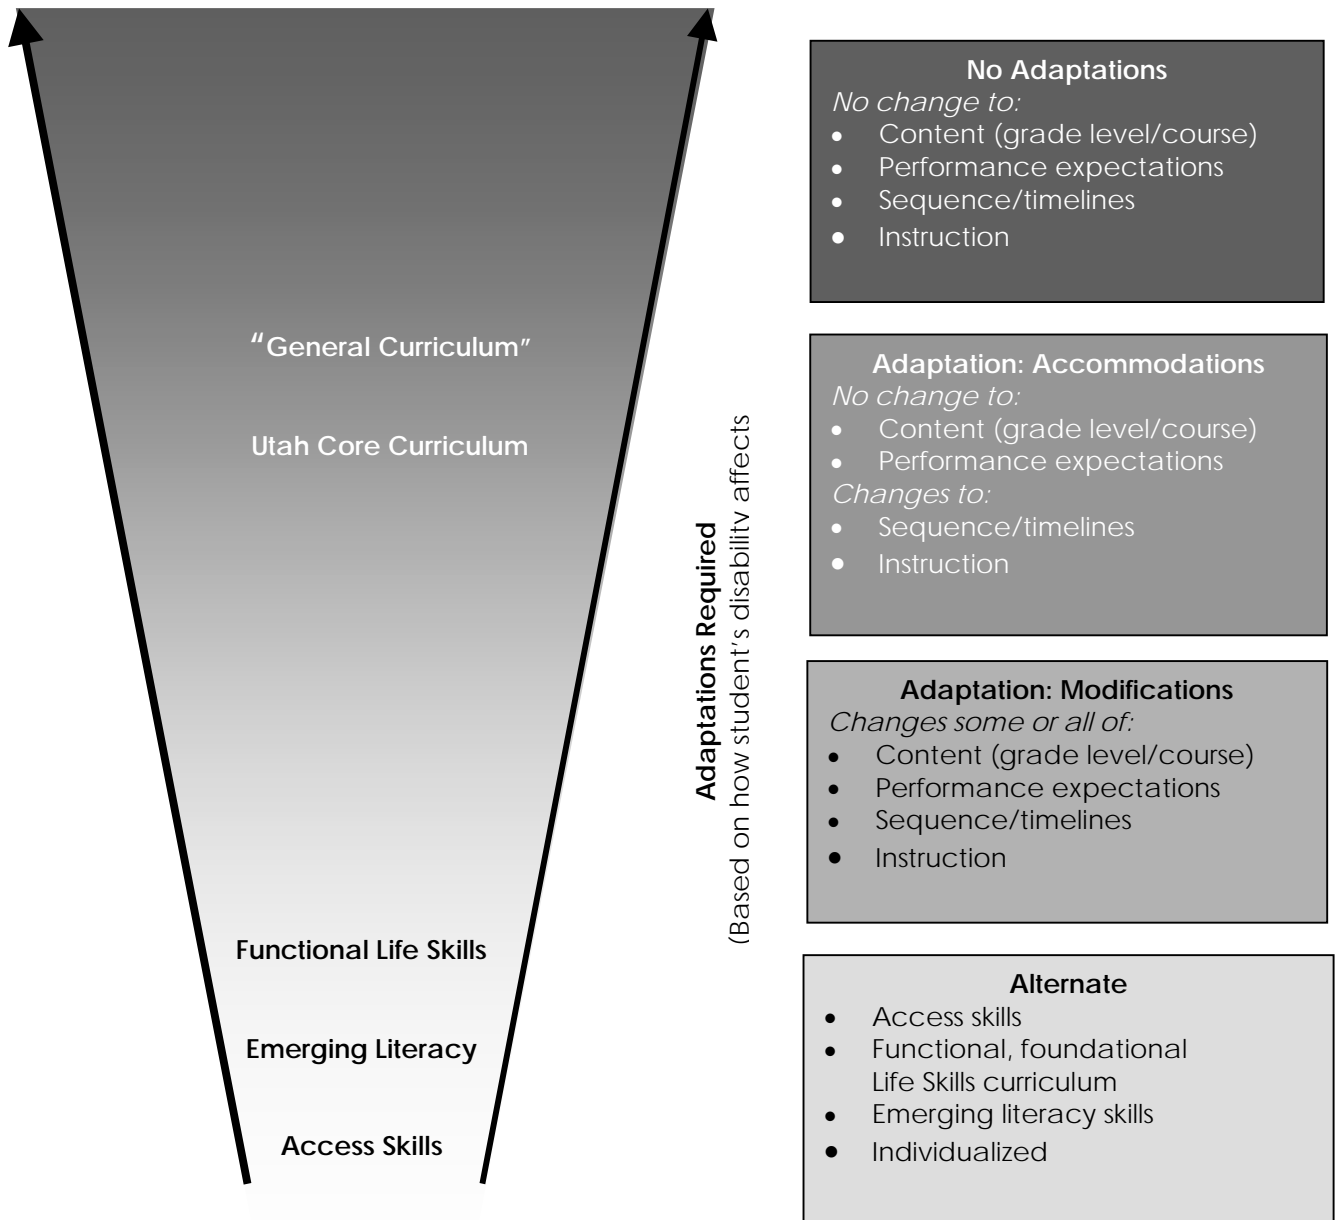 "General Curriculum"
Utah Core Curriculum
Functional Life Skills
Emerging Literacy
Access Skills
Adaptations Required
(Based on how student's disability affects
No Adaptations
No change to:
• Content (grade level/course)
• Performance expectations
• Sequence/timelines
• Instruction
Adaptation: Accommodations
No change to:
• Content (grade level/course)
• Performance expectations
Changes to:
• Sequence/timelines
• Instruction
Adaptation: Modifications
Changes some or all of:
• Content (grade level/course)
• Performance expectations
• Sequence/timelines
• Instruction
Alternate
• Access skills
• Functional, foundational
Life Skills curriculum
• Emerging literacy skills
• Individualized